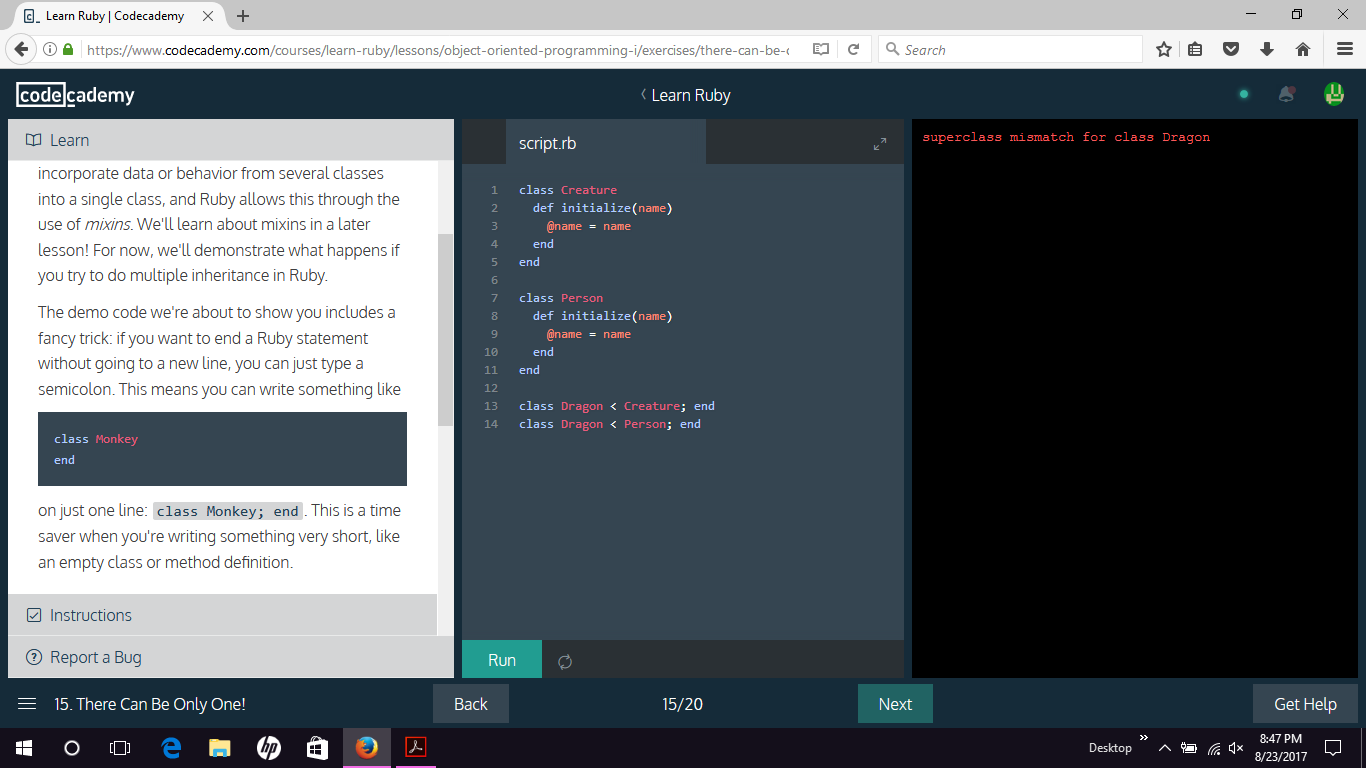 Learn Ruby | Codecademy
https://www.codecademy.com/courses/learn-ruby/lessons/object-oriented-programming-i/exercises/there-can-be-c
Search
codecademy
Learn Ruby
Learn
incorporate data or behavior from several classes
into a single class, and Ruby allows this through the
use of mixins. We'll learn about mixins in a later
lesson! For now, we'll demonstrate what happens if
you try to do multiple inheritance in Ruby.
The demo code we're about to show you includes a
fancy trick: if you want to end a Ruby statement
without going to a new line, you can just type a
semicolon. This means you can write something like
class Monkey
end
on just one line: class Monkey; end . This is a time
saver when you're writing something very short, like
an empty class or method definition.
Instructions
Report a Bug
script.rb
1 class Creature
2 def initialize(name)
3 @name = name
4 end
5 end
6
7 class Person
8 def initialize(name)
9 @name = name
10 end
11 end
12
13 class Dragon < Creature; end
14 class Dragon < Person; end
Run
superclass mismatch for class Dragon
15. There Can Be Only One!
Back
15/20
Next
Get Help
hp
Desktop
8:47 PM
8/23/2017